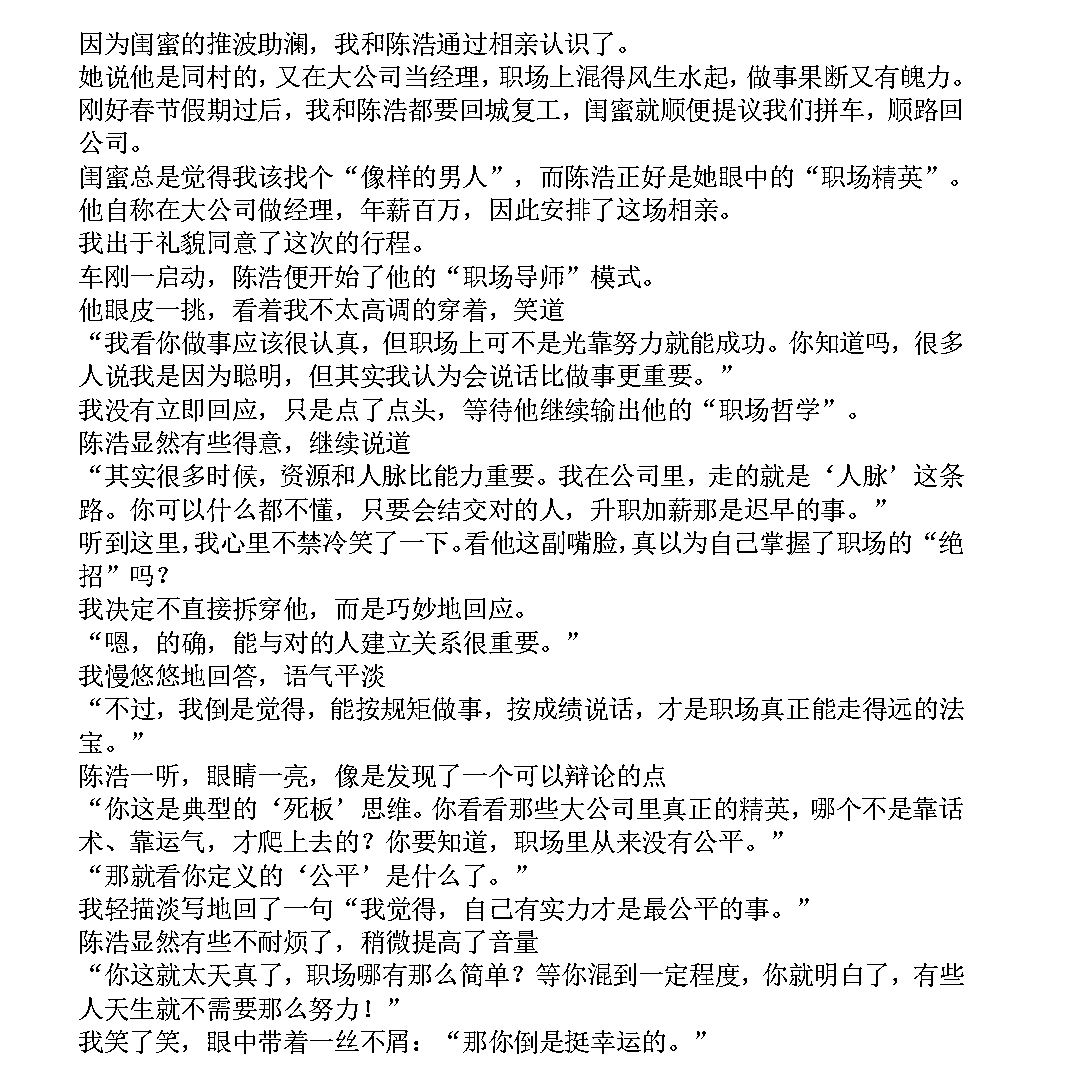 因为闺蜜的推波助澜，我和陈浩通过相亲认识了。
她说他是同村的，又在大公司当经理，职场上混得风生水起，做事果断又有魄力。
刚好春节假期过后，我和陈浩都要回城复工，闺蜜就顺便提议我们拼车，顺路回
公司。
闺蜜总是觉得我该找个“像样的男人”，而陈浩正好是她眼中的“职场精英”。
他自称在大公司做经理，年薪百万，因此安排了这场相亲。
我出于礼貌同意了这次的行程。
车刚一启动，陈浩便开始了他的“职场导师”模式。
他眼皮一挑，看着我不太高调的穿着，笑道
“我看你做事应该很认真，但职场上可不是光靠努力就能成功。你知道吗，很多
人说我是因为聪明，但其实我认为会说话比做事更重要。”
我没有立即回应，只是点了点头，等待他继续输出他的“职场哲学”。
陈浩显然有些得意，继续说道
“其实很多时候，资源和人脉比能力重要。我在公司里，走的就是‘人脉’这条
路。你可以什么都不懂，只要会结交对的人，升职加薪那是迟早的事。”
听到这里，我心里不禁冷笑了一下。看他这副嘴脸，真以为自己掌握了职场的“绝
招”吗？
我决定不直接拆穿他，而是巧妙地回应。
“嗯，的确，能与对的人建立关系很重要。”
我慢悠悠地回答，语气平淡
“不过，我倒是觉得，能按规矩做事，按成绩说话，才是职场真正能走得远的法
宝。”
陈浩一听，眼睛一亮，像是发现了一个可以辩论的点
“你这是典型的‘死板’思维。你看看那些大公司里真正的精英，哪个不是靠话
术、靠运气，才爬上去的？你要知道，职场里从来没有公平。”
“那就看你定义的‘公平’是什么了。”
我轻描淡写地回了一句“我觉得，自己有实力才是最公平的事。”
陈浩显然有些不耐烦了，稍微提高了音量
“你这就太天真了，职场哪有那么简单？等你混到一定程度，你就明白了，有些
人天生就不需要那么努力！”
我笑了笑，眼中带着一丝不屑：“那你倒是挺幸运的。”